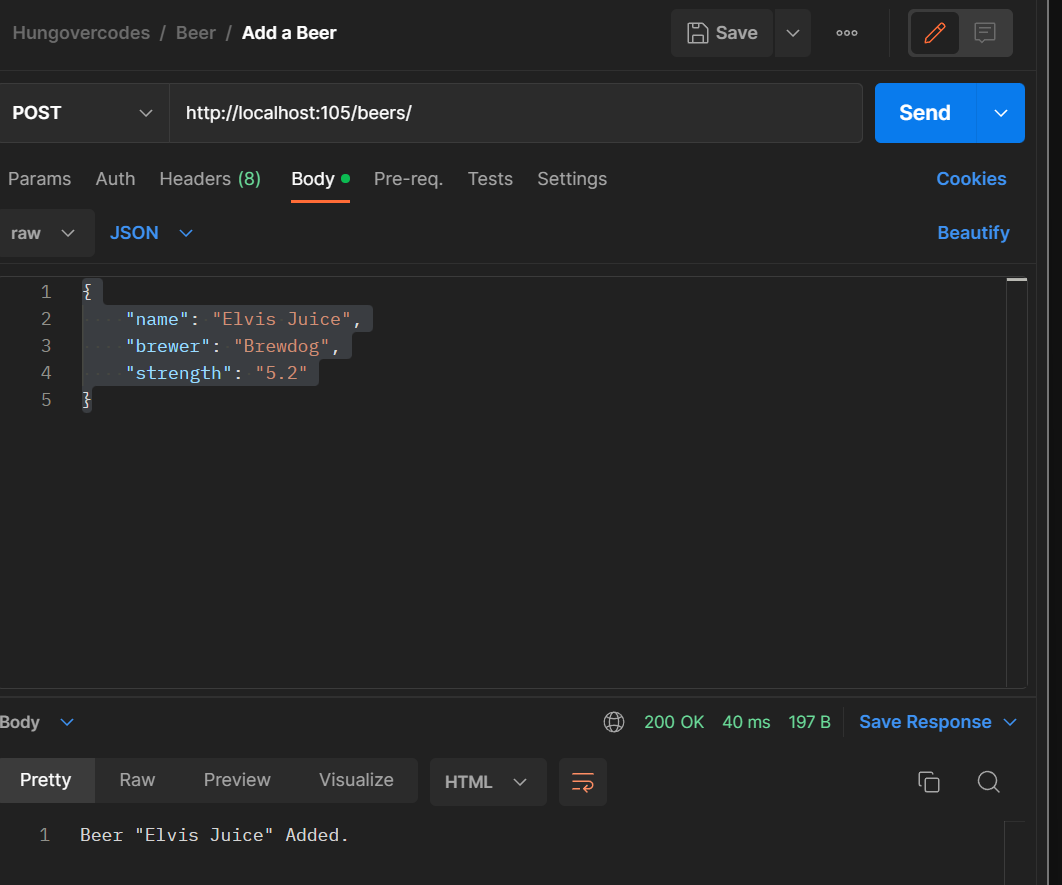 Hungovercodes / Beer / Add a Beer
Save
POST
http://localhost:105/beers/
Send
Params Auth Headers (8) Body Pre-req. Tests Settings Cookies
raw JSON Beautify
1 {
2 "name": "Elvis Juice",
3 "brewer": "Brewdog",
4 "strength": "5.2"
5 }
Body 200 OK 40 ms 197 B Save Response
Pretty Raw Preview Visualize HTML
1 Beer "Elvis Juice" Added.